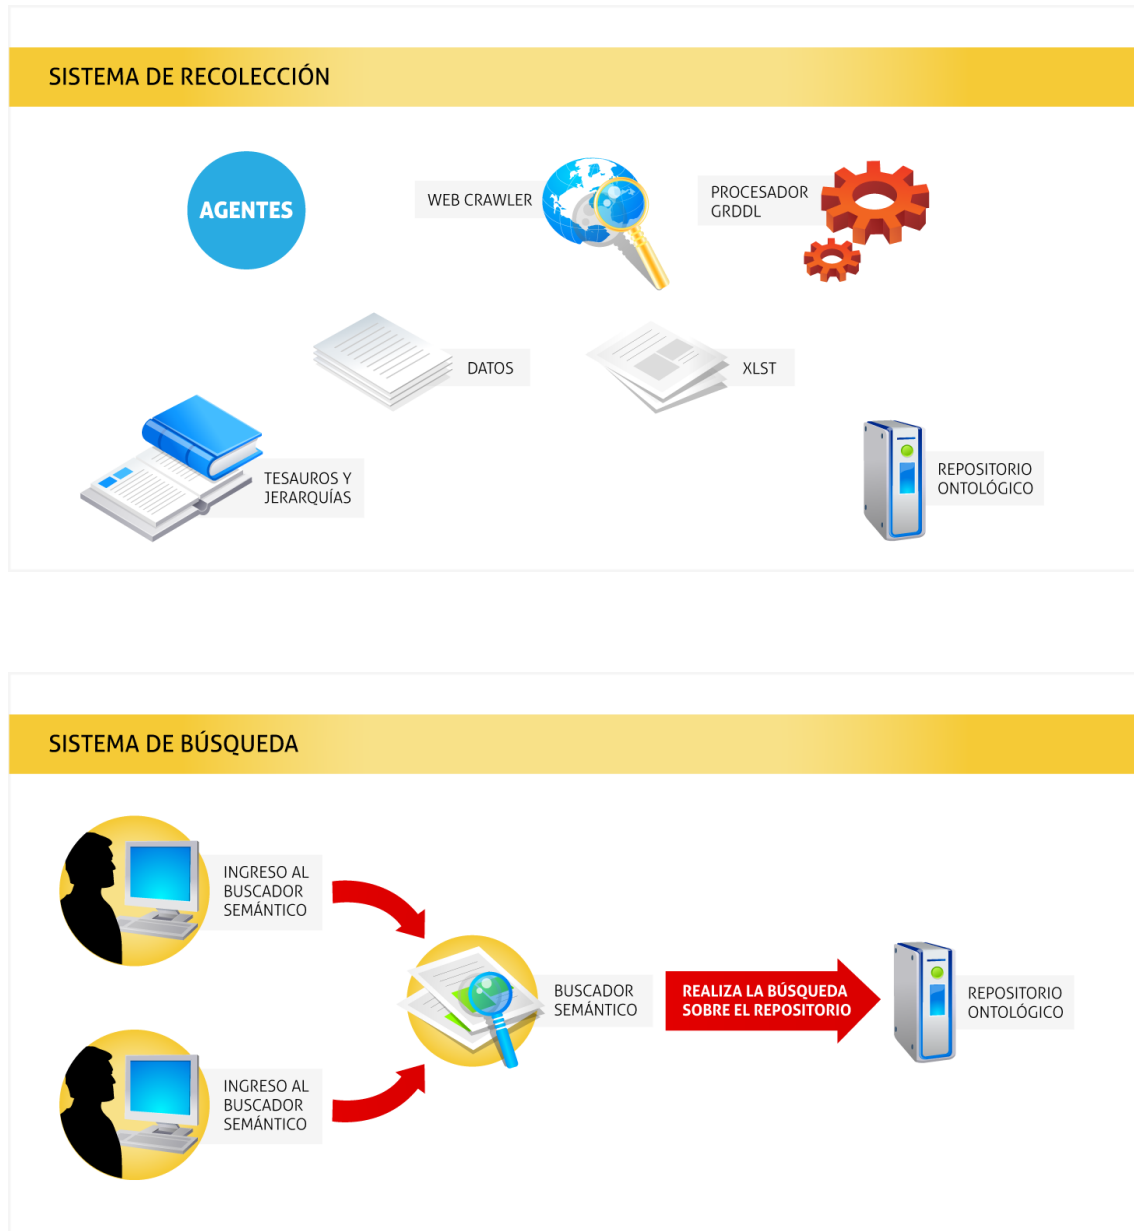 SISTEMA DE RECOLECCIÓN
AGENTES
WEB CRAWLER
PROCESADOR
GRDDL
DATOS
XLST
TESAUROS Y
JERARQUÍAS
REPOSITORIO
ONTOLÓGICO
SISTEMA DE BÚSQUEDA
INGRESO AL
BUSCADOR
SEMÁNTICO
BUSCADOR
SEMÁNTICO
REALIZA LA BÚSQUEDA
SOBRE EL REPOSITORIO
REPOSITORIO
ONTOLÓGICO
INGRESO AL
BUSCADOR
SEMÁNTICO